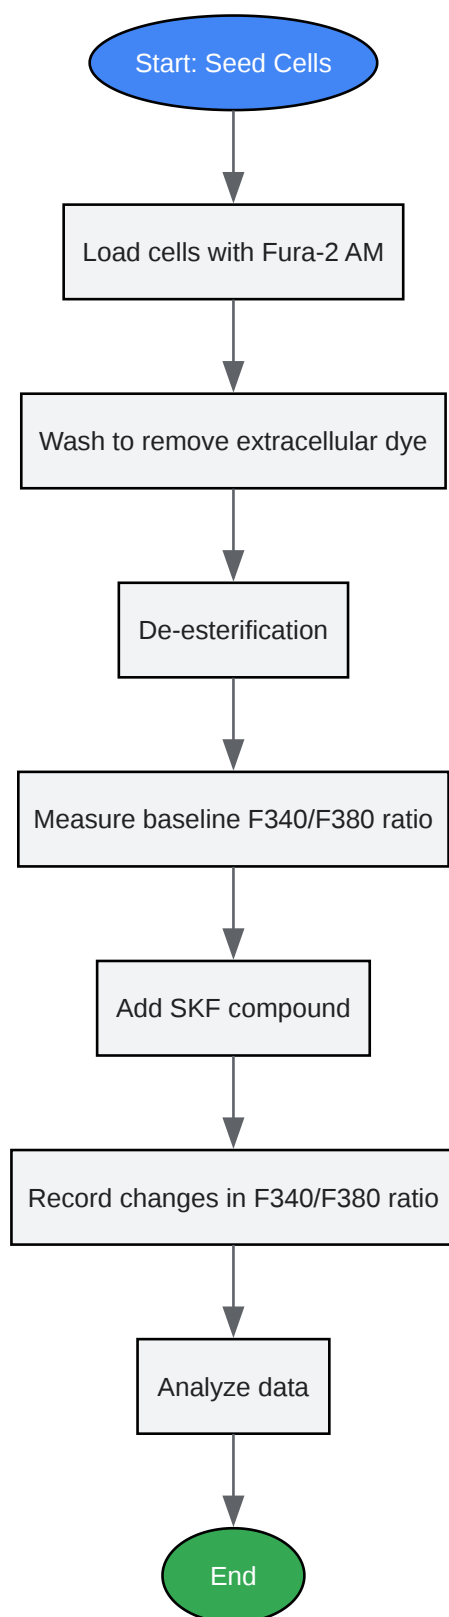 Start: Seed Cells
Load cells with Fura-2 AM
Wash to remove extracellular dye
De-esterification
Measure baseline F340/F380 ratio
Add SKF compound
Record changes in F340/F380 ratio
Analyze data
End